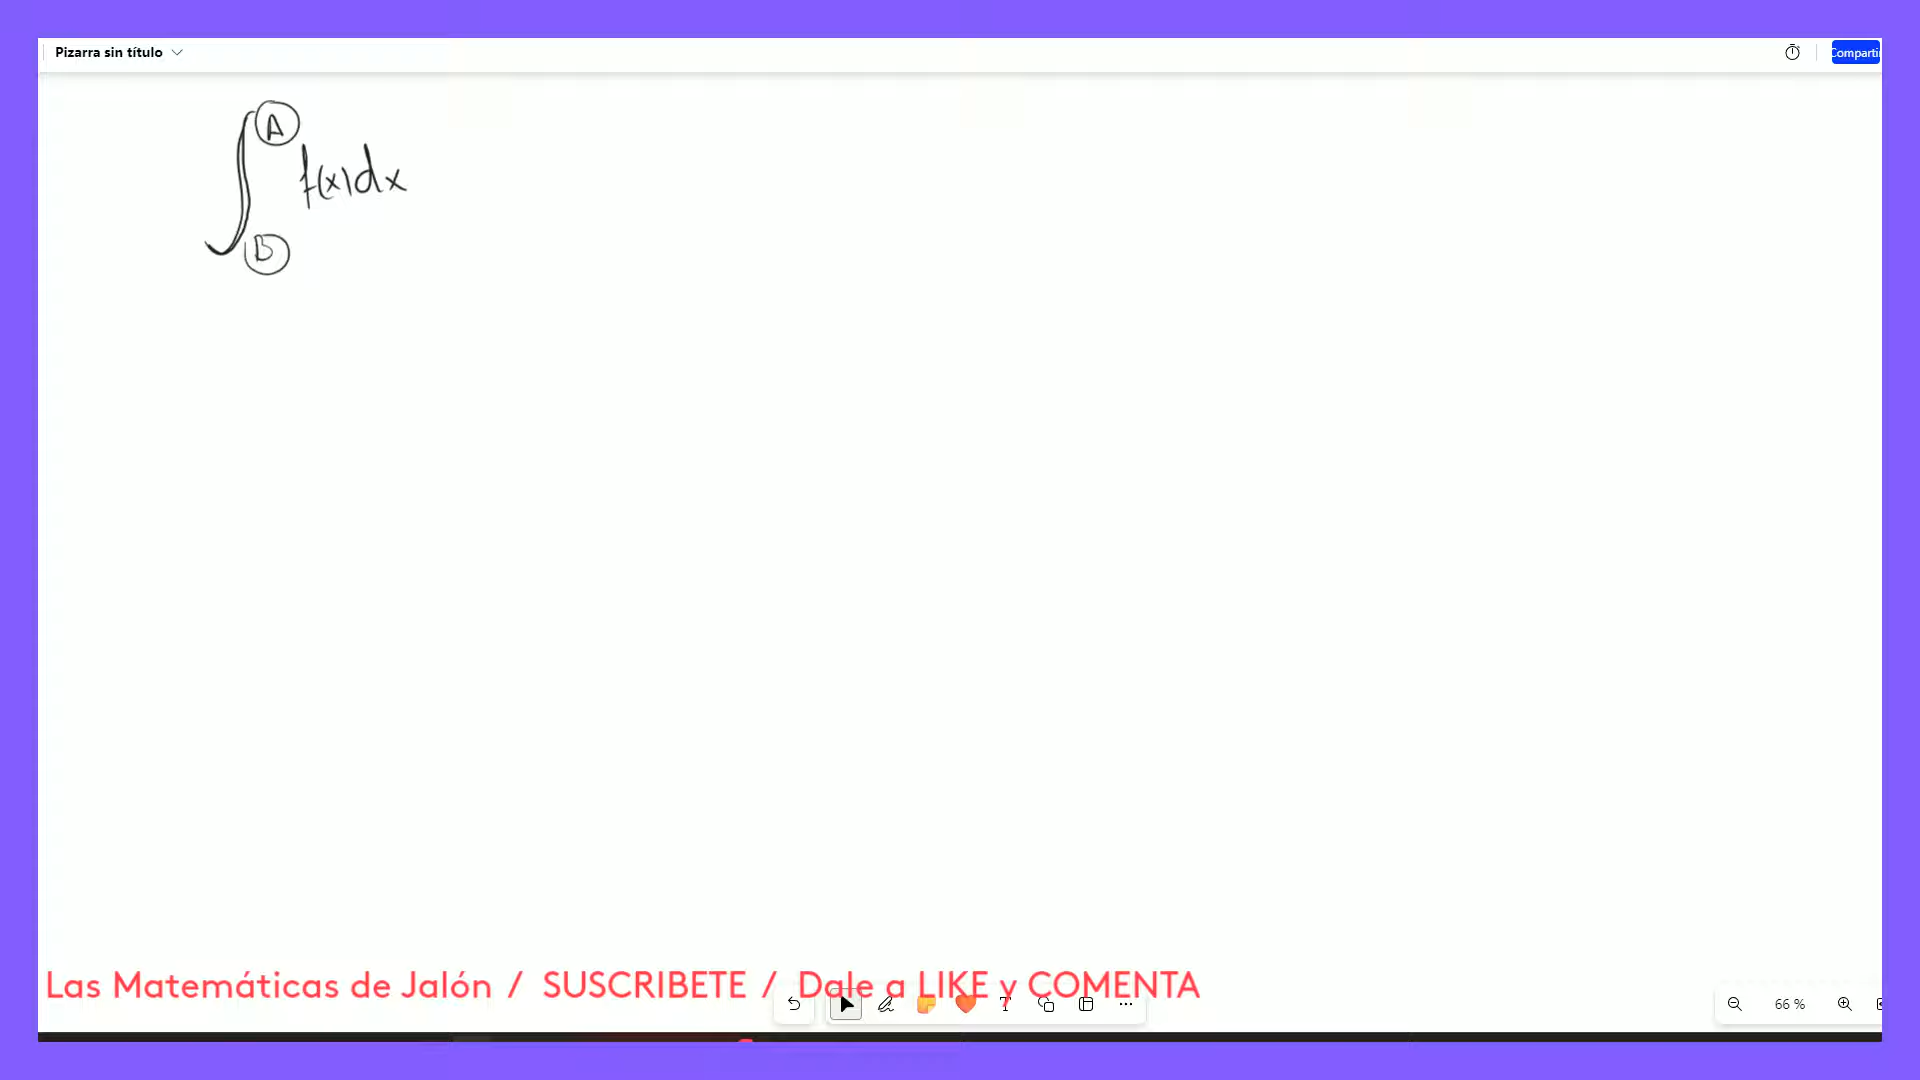 Pizarra sin título
Comparti
A
∫ f(x)dx
B
Las Matemáticas de Jalón / SUSCRIBETE / Dale a LIKE y COMENTA
T
66 %